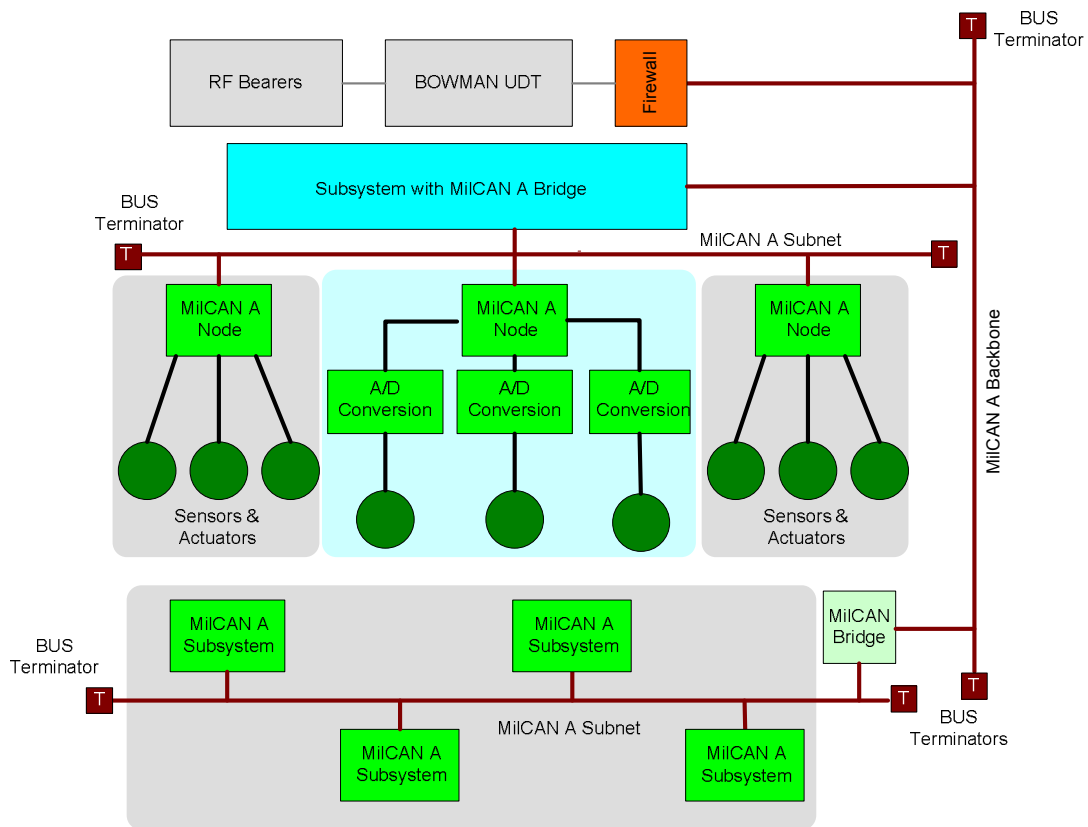 BUS
Terminator
T
RF Bearers
BOWMAN UDT
Firewall
Subsystem with MilCAN A Bridge
BUS
Terminator
T
MilCAN A Subnet
T
MilCAN A
Node
MilCAN A
Node
MilCAN A
Node
A/D
Conversion
A/D
Conversion
A/D
Conversion
MilCAN A Backbone
Sensors &
Actuators
Sensors &
Actuators
MilCAN A
Subsystem
MilCAN A
Subsystem
MilCAN
Bridge
BUS
Terminator
T
T
T
MilCAN A Subnet
BUS
Terminators
MilCAN A
Subsystem
MilCAN A
Subsystem